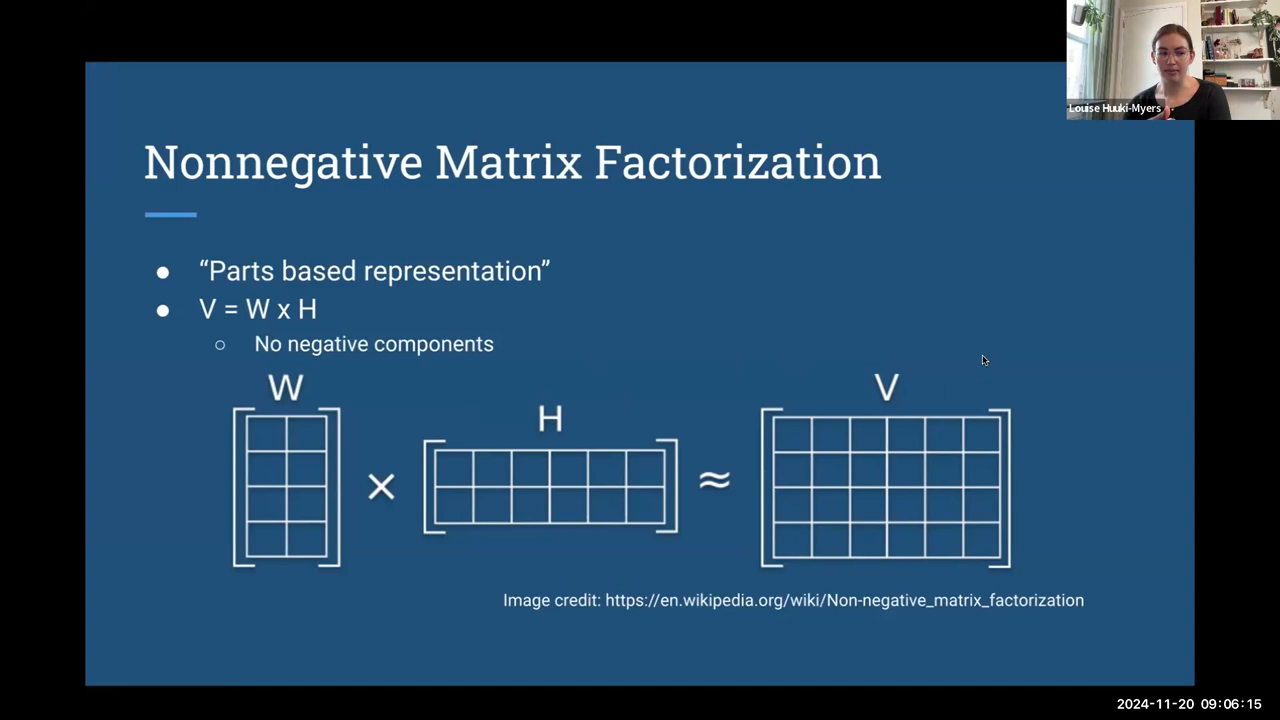 Louise Huuki-Myers
Nonnegative Matrix Factorization
● “Parts based representation”
● V = W x H
○ No negative components
W
H
V
×
≈
Image credit: https://en.wikipedia.org/wiki/Non-negative_matrix_factorization
2024-11-20 09:06:15